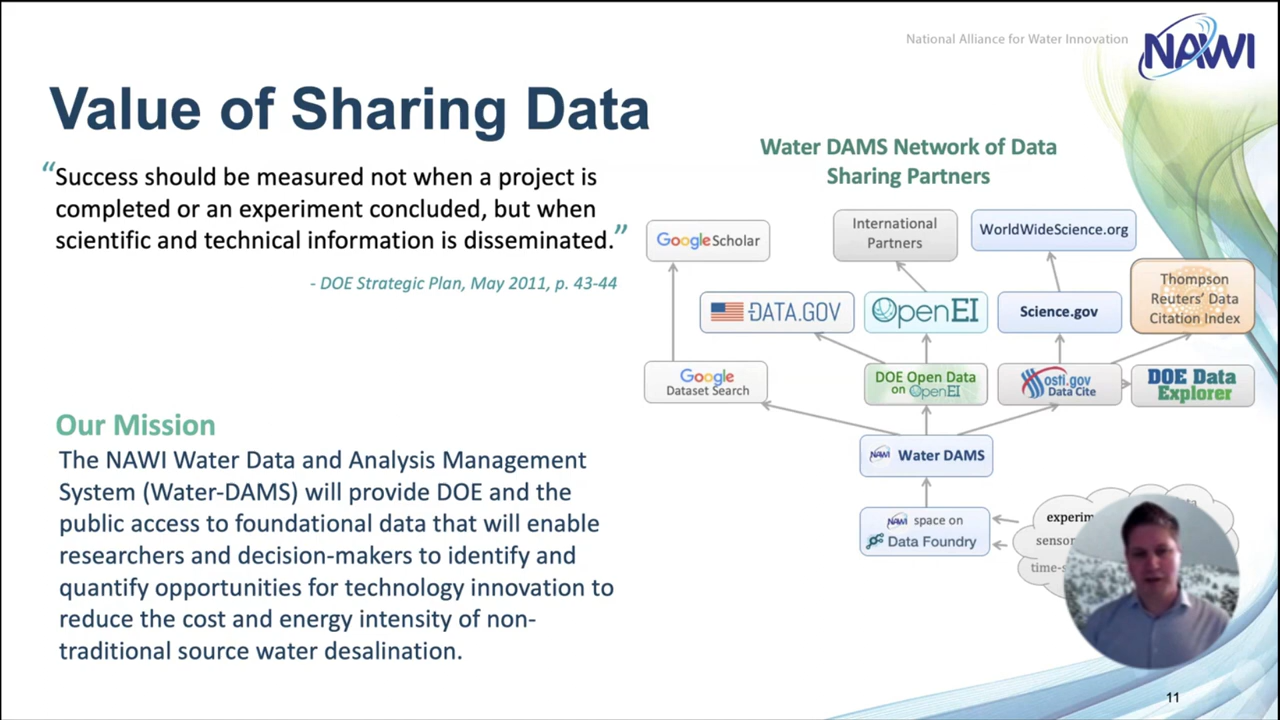 National Alliance for Water Innovation
NAWI
Value of Sharing Data
“Success should be measured not when a project is
completed or an experiment concluded, but when
scientific and technical information is disseminated.”
- DOE Strategic Plan, May 2011, p. 43-44
Our Mission
The NAWI Water Data and Analysis Management
System (Water-DAMS) will provide DOE and the
public access to foundational data that will enable
researchers and decision-makers to identify and
quantify opportunities for technology innovation to
reduce the cost and energy intensity of non-
traditional source water desalination.
Water DAMS Network of Data
Sharing Partners
Google Scholar
International
Partners
WorldWideScience.org
DATA.GOV
OpenEI
Science.gov
Thompson
Reuters’ Data
Citation Index
Google
Dataset Search
DOE Open Data
on OpenEI
osti.gov
Data Cite
DOE Data
Explorer
NAWI Water DAMS
NAWI space on
Data Foundry
experim
sensor
time-s
11